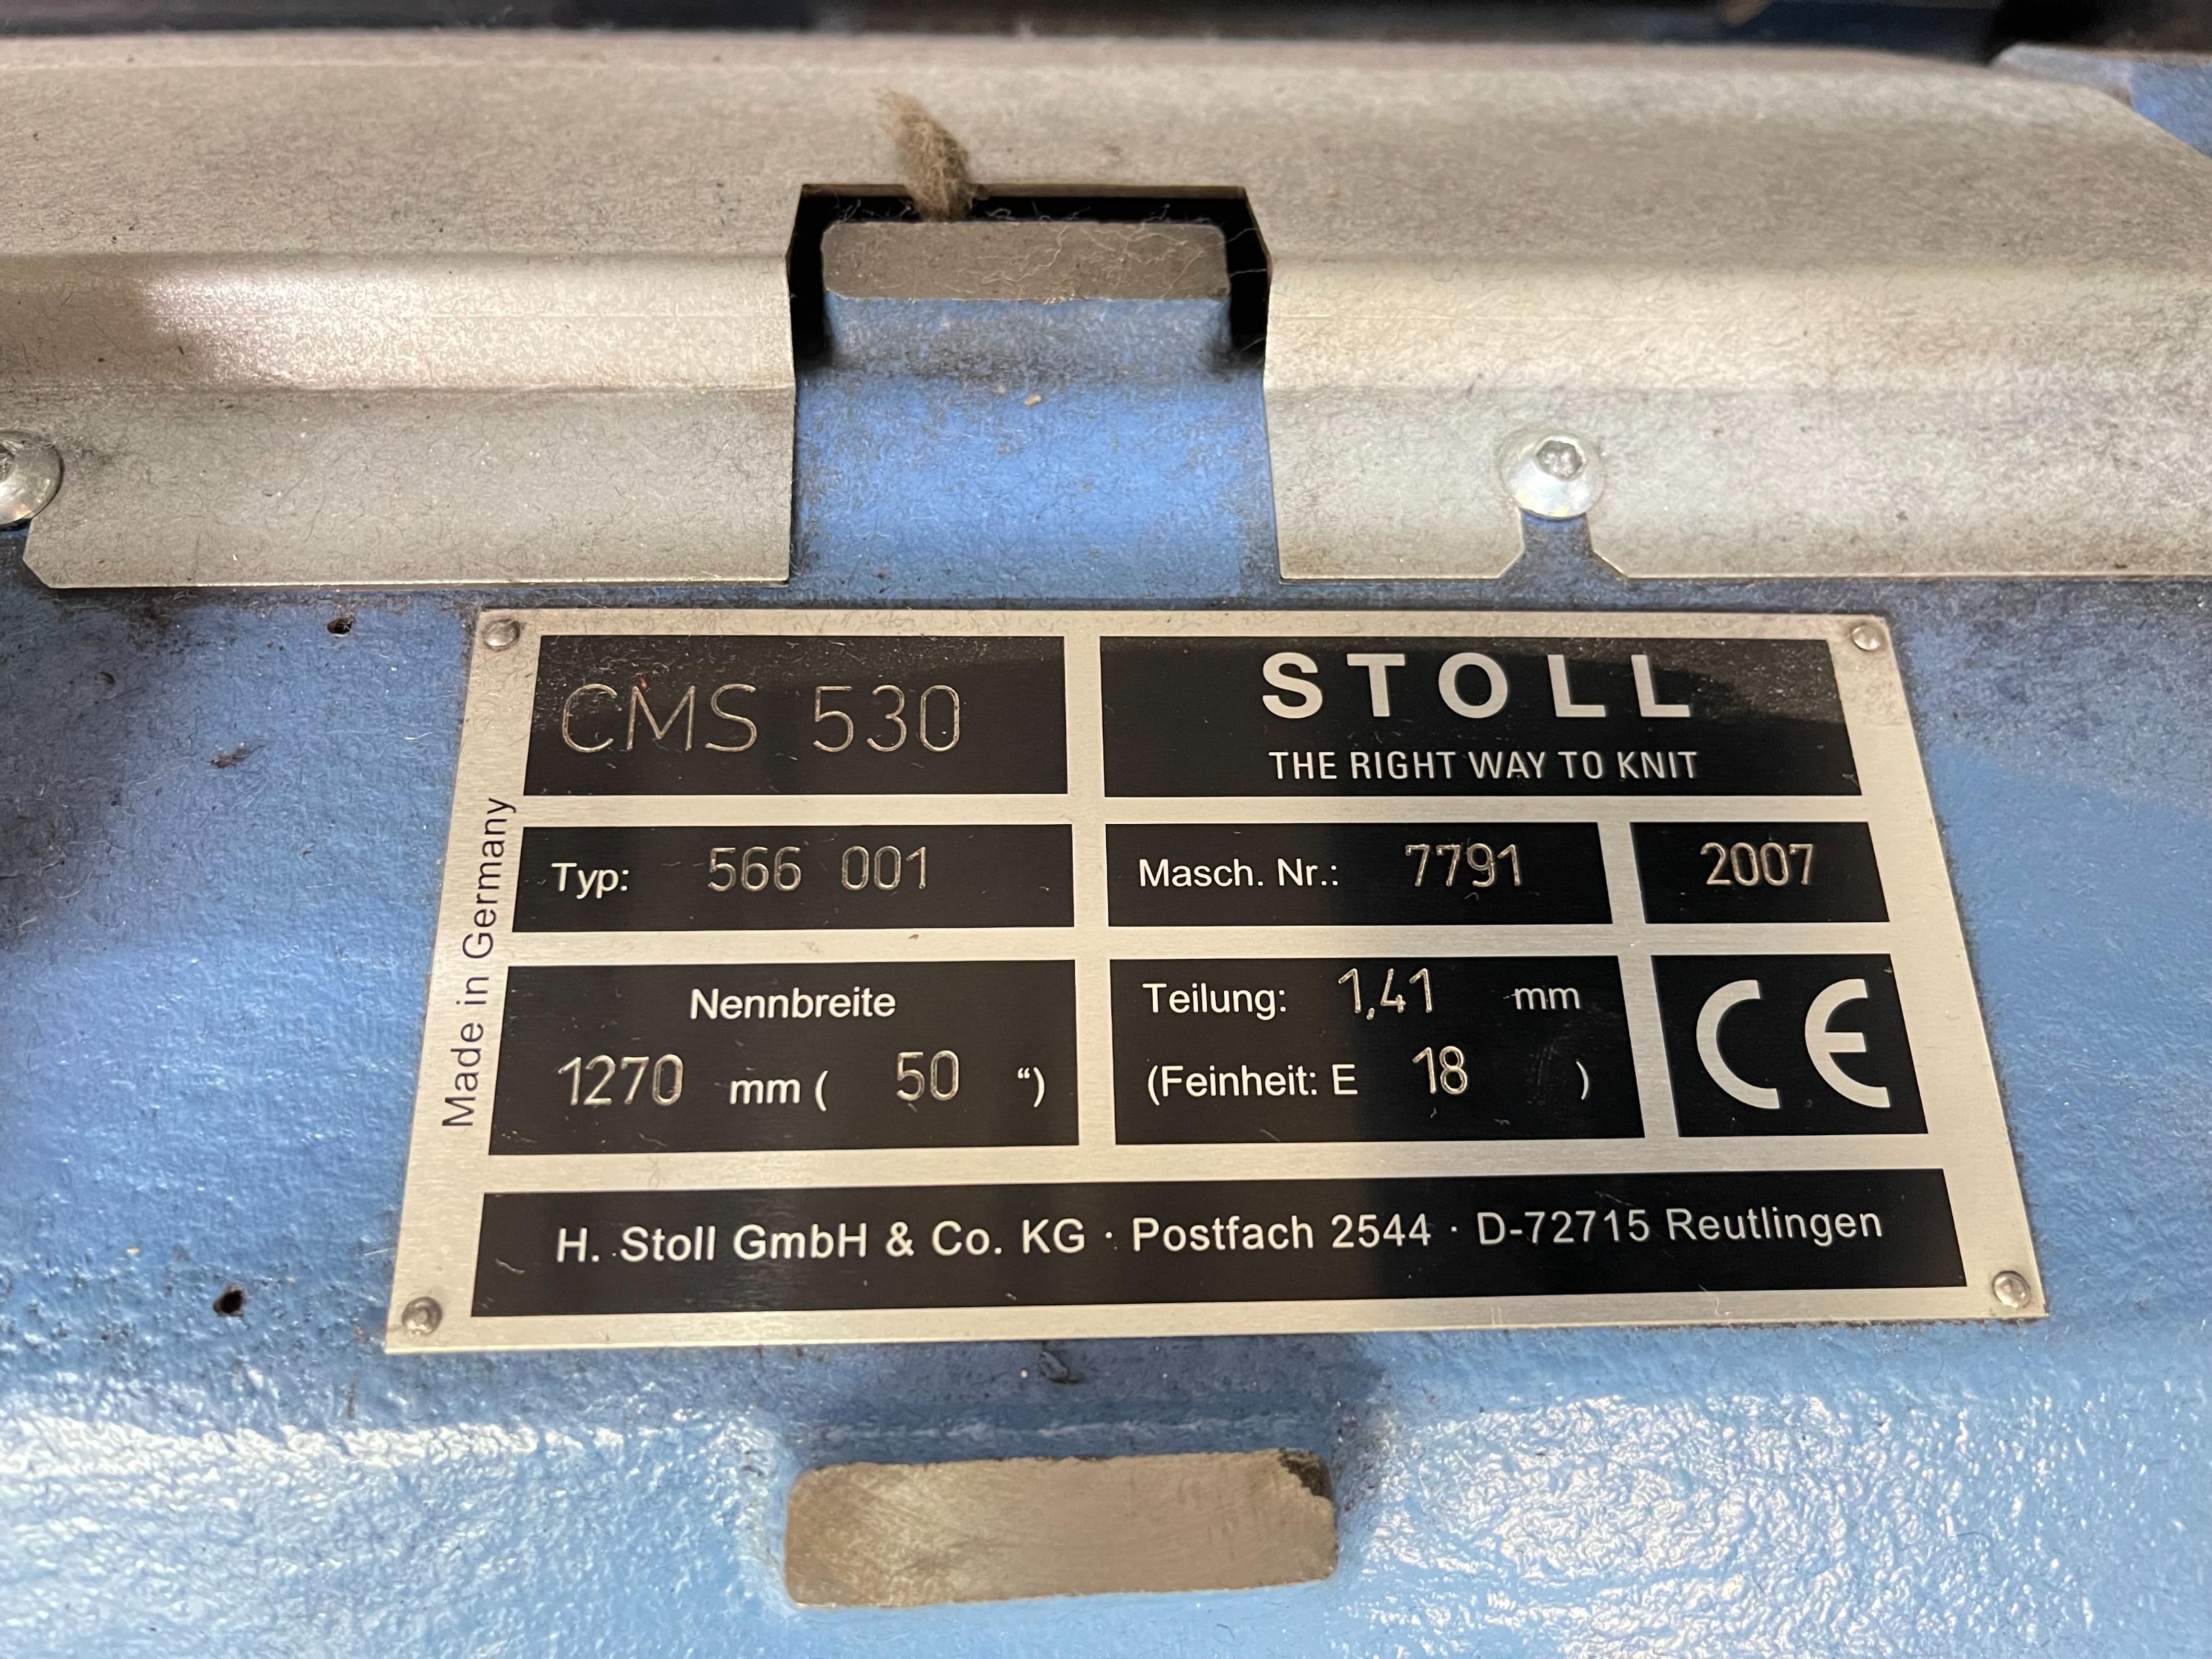 CMS 530
STOLL
THE RIGHT WAY TO KNIT
Typ: 566 001
Masch. Nr.: 7791
2007
Nennbreite
1270 mm ( 50 “)
Teilung: 1,41 mm
(Feinheit: E 18 )
CE
Made in Germany
H. Stoll GmbH & Co. KG · Postfach 2544 · D-72715 Reutlingen